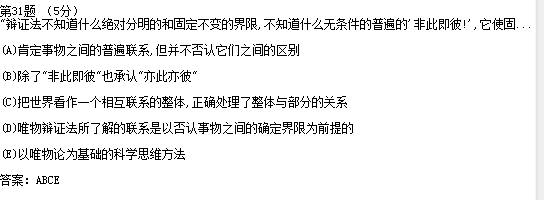 第31题 (5分)
"辩证法不知道什么绝对分明的和固定不变的界限,不知道什么无条件的普遍的'非此即彼!',它使固...
(A)肯定事物之间的普遍联系,但并不否认它们之间的区别
(B)除了"非此即彼"也承认"亦此亦彼"
(C)把世界看作一个相互联系的整体,正确处理了整体与部分的关系
(D)唯物辩证法所了解的联系是以否认事物之间的确定界限为前提的
(E)以唯物论为基础的科学思维方法
答案: ABCE